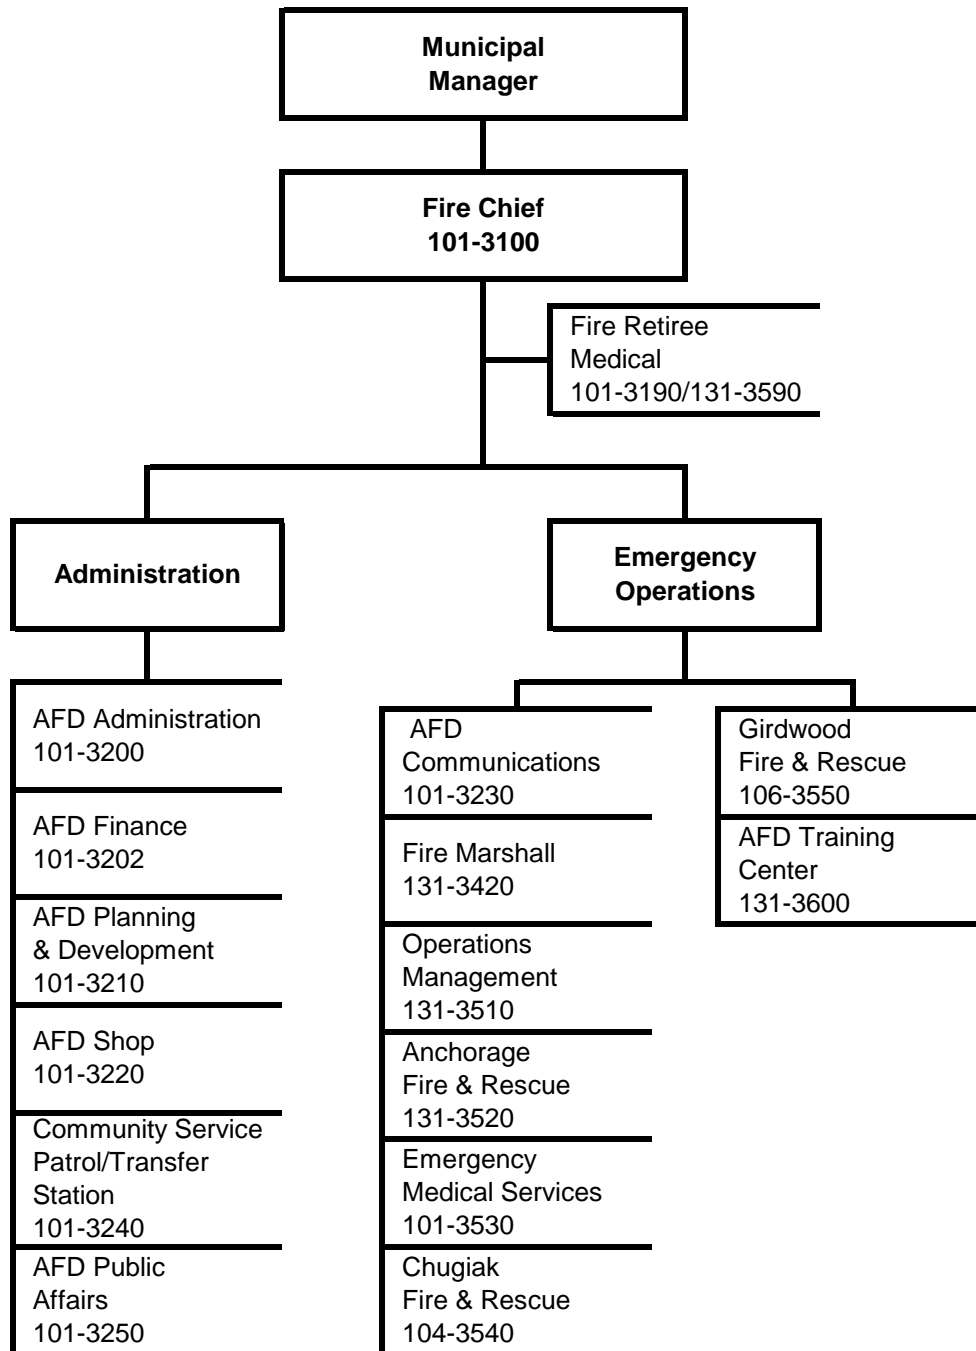 Municipal
Manager
Fire Chief
101-3100
Fire Retiree
Medical
101-3190/131-3590
Administration
Emergency
Operations
AFD Administration
101-3200
AFD Finance
101-3202
AFD Planning
& Development
101-3210
AFD Shop
101-3220
Community Service
Patrol/Transfer
Station
101-3240
AFD Public
Affairs
101-3250
AFD
Communications
101-3230
Fire Marshall
131-3420
Operations
Management
131-3510
Anchorage
Fire & Rescue
131-3520
Emergency
Medical Services
101-3530
Chugiak
Fire & Rescue
104-3540
Girdwood
Fire & Rescue
106-3550
AFD Training
Center
131-3600